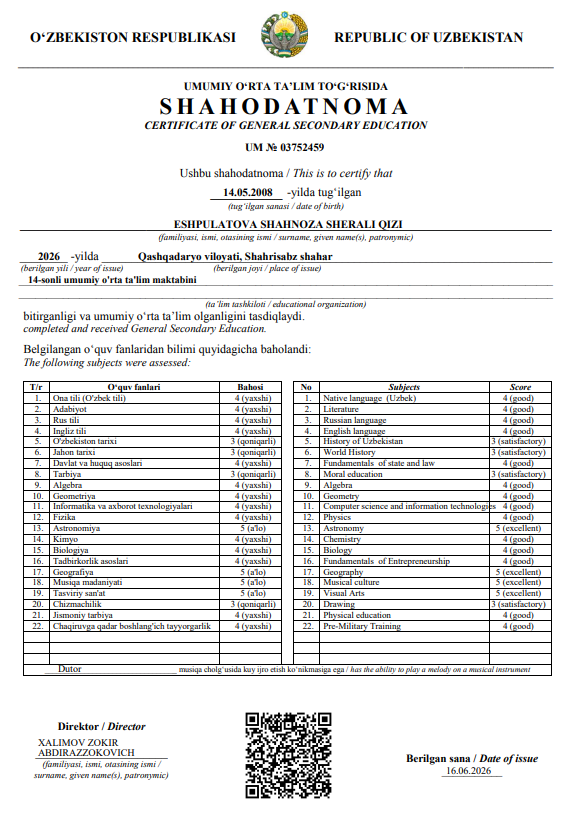 O‘ZBEKISTON RESPUBLIKASI REPUBLIC OF UZBEKISTAN
UMUMIY O‘RTA TA’LIM TO‘G‘RISIDA
SHAHODATNOMA
CERTIFICATE OF GENERAL SECONDARY EDUCATION
UM № 03752459
Ushbu shahodatnoma / This is to certify that
14.05.2008 -yilda tug‘ilgan
(tug‘ilgan sanasi / date of birth)
ESHPULATOVA SHAHNOZA SHERALI QIZI
(familiyasi, ismi, otasining ismi / surname, given name(s), patronymic)
2026 -yilda Qashqadaryo viloyati, Shahrisabz shahar
(berilgan yili / year of issue) (berilgan joyi / place of issue)
14-sonli umumiy o'rta ta'lim maktabini
(ta’lim tashkiloti / educational organization)
bitirganligi va umumiy o‘rta ta’lim olganligini tasdiqlaydi.
completed and received General Secondary Education.
Belgilangan o‘quv fanlaridan bilimi quyidagicha baholandi:
The following subjects were assessed:
T/r O‘quv fanlari Bahosi No Subjects Score
1. Ona tili (O'zbek tili) 4 (yaxshi) 1. Native language (Uzbek) 4 (good)
2. Adabiyot 4 (yaxshi) 2. Literature 4 (good)
3. Rus tili 4 (yaxshi) 3. Russian language 4 (good)
4. Ingliz tili 4 (yaxshi) 4. English language 4 (good)
5. O'zbekiston tarixi 3 (qoniqarli) 5. History of Uzbekistan 3 (satisfactory)
6. Jahon tarixi 3 (qoniqarli) 6. World History 3 (satisfactory)
7. Davlat va huquq asoslari 4 (yaxshi) 7. Fundamentals of state and law 4 (good)
8. Tarbiya 3 (qoniqarli) 8. Moral education 3 (satisfactory)
9. Algebra 4 (yaxshi) 9. Algebra 4 (good)
10. Geometriya 4 (yaxshi) 10. Geometry 4 (good)
11. Informatika va axborot texnologiyalari 4 (yaxshi) 11. Computer science and information technologies 4 (good)
12. Fizika 4 (yaxshi) 12. Physics 4 (good)
13. Astronomiya 5 (a'lo) 13. Astronomy 5 (excellent)
14. Kimyo 4 (yaxshi) 14. Chemistry 4 (good)
15. Biologiya 4 (yaxshi) 15. Biology 4 (good)
16. Tadbirkorlik asoslari 4 (yaxshi) 16. Fundamentals of Entrepreneurship 4 (good)
17. Geografiya 5 (a'lo) 17. Geography 5 (excellent)
18. Musiqa madaniyati 5 (a'lo) 18. Musical culture 5 (excellent)
19. Tasviriy san'at 5 (a'lo) 19. Visual Arts 5 (excellent)
20. Chizmachilik 3 (qoniqarli) 20. Drawing 3 (satisfactory)
21. Jismoniy tarbiya 4 (yaxshi) 21. Physical education 4 (good)
22. Chaqiruvga qadar boshlang'ich tayyorgarlik 4 (yaxshi) 22. Pre-Military Training 4 (good)
Dutor musiqa cholg‘usida kuy ijro etish ko‘nikmasiga ega / has the ability to play a melody on a musical instrument
Direktor / Director
XALIMOV ZOKIR
ABDIRAZZOKOVICH
(familiyasi, ismi, otasining ismi /
surname, given name(s), patronymic)
Berilgan sana / Date of issue
16.06.2026